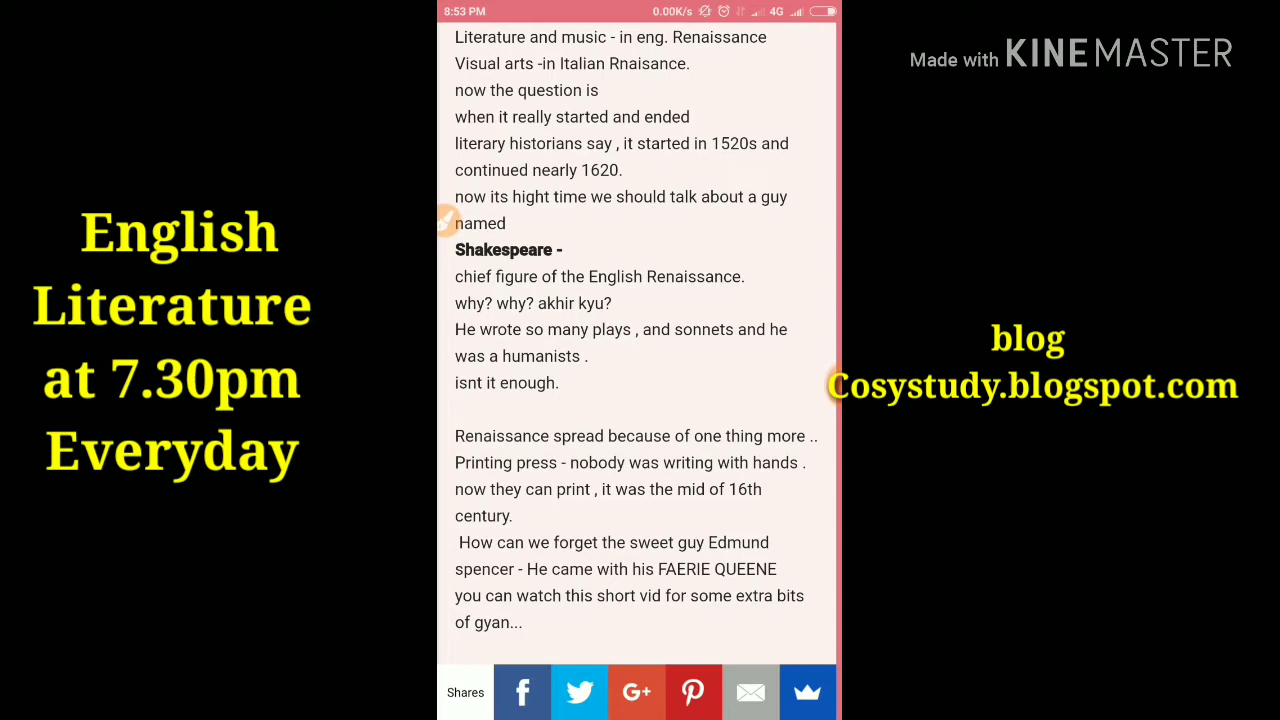 8:53 PM 0.00K/s 4G
Made with KINEMASTER
Literature and music - in eng. Renaissance
Visual arts -in Italian Rnaisance.
now the question is
when it really started and ended
literary historians say , it started in 1520s and
continued nearly 1620.
now its hight time we should talk about a guy
named
Shakespeare -
chief figure of the English Renaissance.
why? why? akhir kyu?
He wrote so many plays , and sonnets and he
was a humanists .
isnt it enough.
Renaissance spread because of one thing more ..
Printing press - nobody was writing with hands .
now they can print , it was the mid of 16th
century.
How can we forget the sweet guy Edmund
spencer - He came with his FAERIE QUEENE
you can watch this short vid for some extra bits
of gyan...
Shares
f
G+
English
Literature
at 7.30pm
Everyday
blog
Cosystudy.blogspot.com